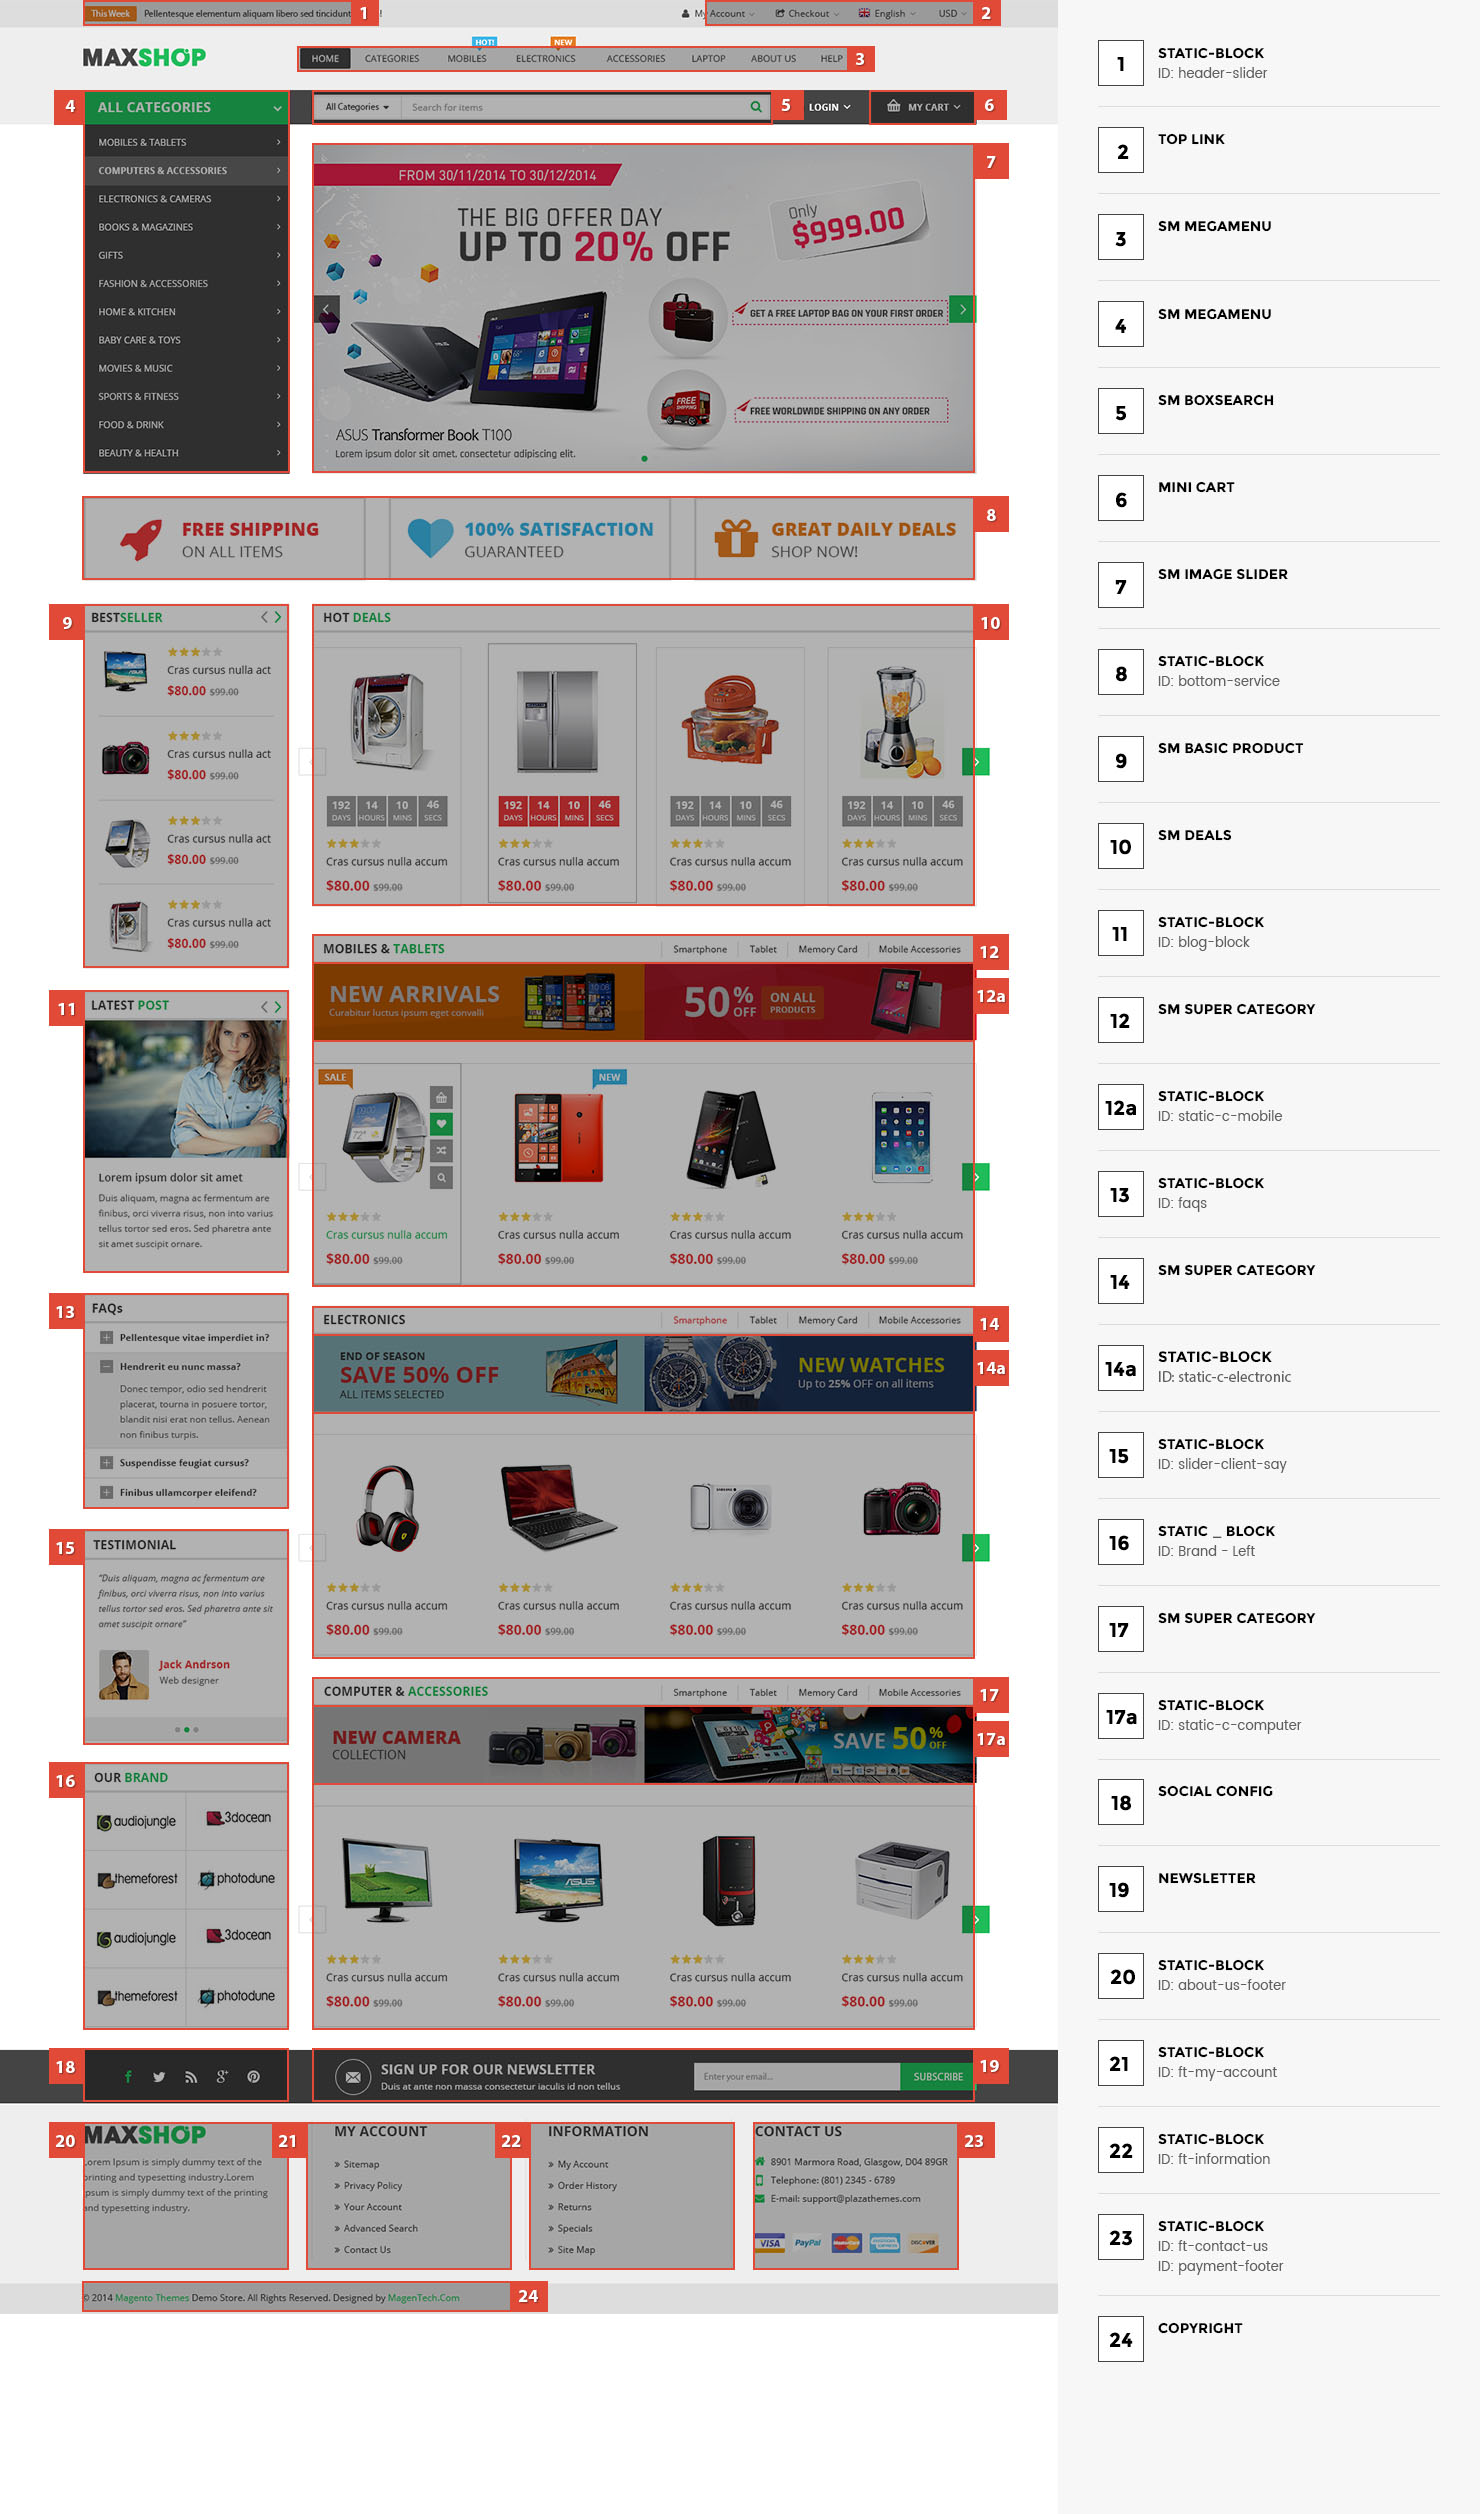 This Week Pellentesque elementum aliquam libero sed tincidunt ! 1
My Account Checkout English USD 2
MAXSHOP
HOT! NEW
HOME CATEGORIES MOBILES ELECTRONICS ACCESSORIES LAPTOP ABOUT US HELP 3
4 ALL CATEGORIES
All Categories Search for items 5 LOGIN MY CART 6
MOBILES & TABLETS
COMPUTERS & ACCESSORIES
ELECTRONICS & CAMERAS
BOOKS & MAGAZINES
GIFTS
FASHION & ACCESSORIES
HOME & KITCHEN
BABY CARE & TOYS
MOVIES & MUSIC
SPORTS & FITNESS
FOOD & DRINK
BEAUTY & HEALTH
7
FROM 30/11/2014 TO 30/12/2014
THE BIG OFFER DAY
UP TO 20% OFF
Only
$999.00
GET A FREE LAPTOP BAG ON YOUR FIRST ORDER
FREE
SHIPPING
FREE WORLDWIDE SHIPPING ON ANY ORDER
ASUS Transformer Book T100
Lorem ipsum dolor sit amet, consectetur adipiscing elit.
8
FREE SHIPPING
ON ALL ITEMS
100% SATISFACTION
GUARANTEED
GREAT DAILY DEALS
SHOP NOW!
9 BESTSELLER
Cras cursus nulla act
$80.00 $99.00
Cras cursus nulla act
$80.00 $99.00
Cras cursus nulla act
$80.00 $99.00
Cras cursus nulla act
$80.00 $99.00
HOT DEALS 10
192 14 10 46 192 14 10 46 192 14 10 46 192 14 10 46
DAYS HOURS MINS SECS DAYS HOURS MINS SECS DAYS HOURS MINS SECS DAYS HOURS MINS SECS
Cras cursus nulla accum Cras cursus nulla accum Cras cursus nulla accum Cras cursus nulla accum
$80.00 $99.00 $80.00 $99.00 $80.00 $99.00 $80.00 $99.00
11 LATEST POST
Lorem ipsum dolor sit amet
Duis aliquam, magna ac fermentum are
finibus, orci viverra risus, non into varius
tellus tortor sed eros. Sed pharetra ante
sit amet suscipit ornare.
MOBILES & TABLETS Smartphone Tablet Memory Card Mobile Accessories 12
12a
NEW ARRIVALS
Curabitur luctus ipsum eget convalli
50% OFF
ON ALL
PRODUCTS
SALE NEW
Cras cursus nulla accum Cras cursus nulla accum Cras cursus nulla accum Cras cursus nulla accum
$80.00 $99.00 $80.00 $99.00 $80.00 $99.00 $80.00 $99.00
13 FAQs
Pellentesque vitae imperdiet in?
Hendrerit eu nunc massa?
Donec tempor, odio sed hendrerit
placerat, tourna in posuere tortor,
blandit nisi erat non tellus. Aenean
non finibus turpis.
Suspendisse feugiat cursus?
Finibus ullamcorper eleifend?
ELECTRONICS Smartphone Tablet Memory Card Mobile Accessories 14
14a
END OF SEASON
SAVE 50% OFF
ALL ITEMS SELECTED
NEW WATCHES
Up to 25% OFF on all items
Cras cursus nulla accum Cras cursus nulla accum Cras cursus nulla accum Cras cursus nulla accum
$80.00 $99.00 $80.00 $99.00 $80.00 $99.00 $80.00 $99.00
15 TESTIMONIAL
"Duis aliquam, magna ac fermentum are
finibus, orci viverra risus, non into varius
tellus tortor sed eros. Sed pharetra ante sit
amet suscipit ornare"
Jack Andrson
Web designer
16 OUR BRAND
audiojungle 3docean
themeforest photodune
audiojungle 3docean
themeforest photodune
COMPUTER & ACCESSORIES Smartphone Tablet Memory Card Mobile Accessories 17
17a
NEW CAMERA
COLLECTION
SAVE 50% OFF
ASUS
Cras cursus nulla accum Cras cursus nulla accum Cras cursus nulla accum Cras cursus nulla accum
$80.00 $99.00 $80.00 $99.00 $80.00 $99.00 $80.00 $99.00
18
SIGN UP FOR OUR NEWSLETTER
Duis at ante non massa consectetur iaculis id non tellus
Enter your email... SUBSCRIBE 19
20 MAXSHOP
Lorem Ipsum is simply dummy text of the
printing and typesetting industry.Lorem
Ipsum is simply dummy text of the printing
and typesetting industry.
21 MY ACCOUNT
» Sitemap
» Privacy Policy
» Your Account
» Advanced Search
» Contact Us
22 INFORMATION
» My Account
» Order History
» Returns
» Specials
» Site Map
CONTACT US 23
8901 Marmora Road, Glasgow, D04 89GR
Telephone: (801) 2345 - 6789
E-mail: support@plazathemes.com
VISA PayPal MasterCard AMERICAN EXPRESS DISCOVER
© 2014 Magento Themes Demo Store. All Rights Reserved. Designed by MagenTech.Com 24
1 STATIC-BLOCK
ID: header-slider
2 TOP LINK
3 SM MEGAMENU
4 SM MEGAMENU
5 SM BOXSEARCH
6 MINI CART
7 SM IMAGE SLIDER
8 STATIC-BLOCK
ID: bottom-service
9 SM BASIC PRODUCT
10 SM DEALS
11 STATIC-BLOCK
ID: blog-block
12 SM SUPER CATEGORY
12a STATIC-BLOCK
ID: static-c-mobile
13 STATIC-BLOCK
ID: faqs
14 SM SUPER CATEGORY
14a STATIC-BLOCK
ID: static-c-electronic
15 STATIC-BLOCK
ID: slider-client-say
16 STATIC _ BLOCK
ID: Brand - Left
17 SM SUPER CATEGORY
17a STATIC-BLOCK
ID: static-c-computer
18 SOCIAL CONFIG
19 NEWSLETTER
20 STATIC-BLOCK
ID: about-us-footer
21 STATIC-BLOCK
ID: ft-my-account
22 STATIC-BLOCK
ID: ft-information
23 STATIC-BLOCK
ID: ft-contact-us
ID: payment-footer
24 COPYRIGHT